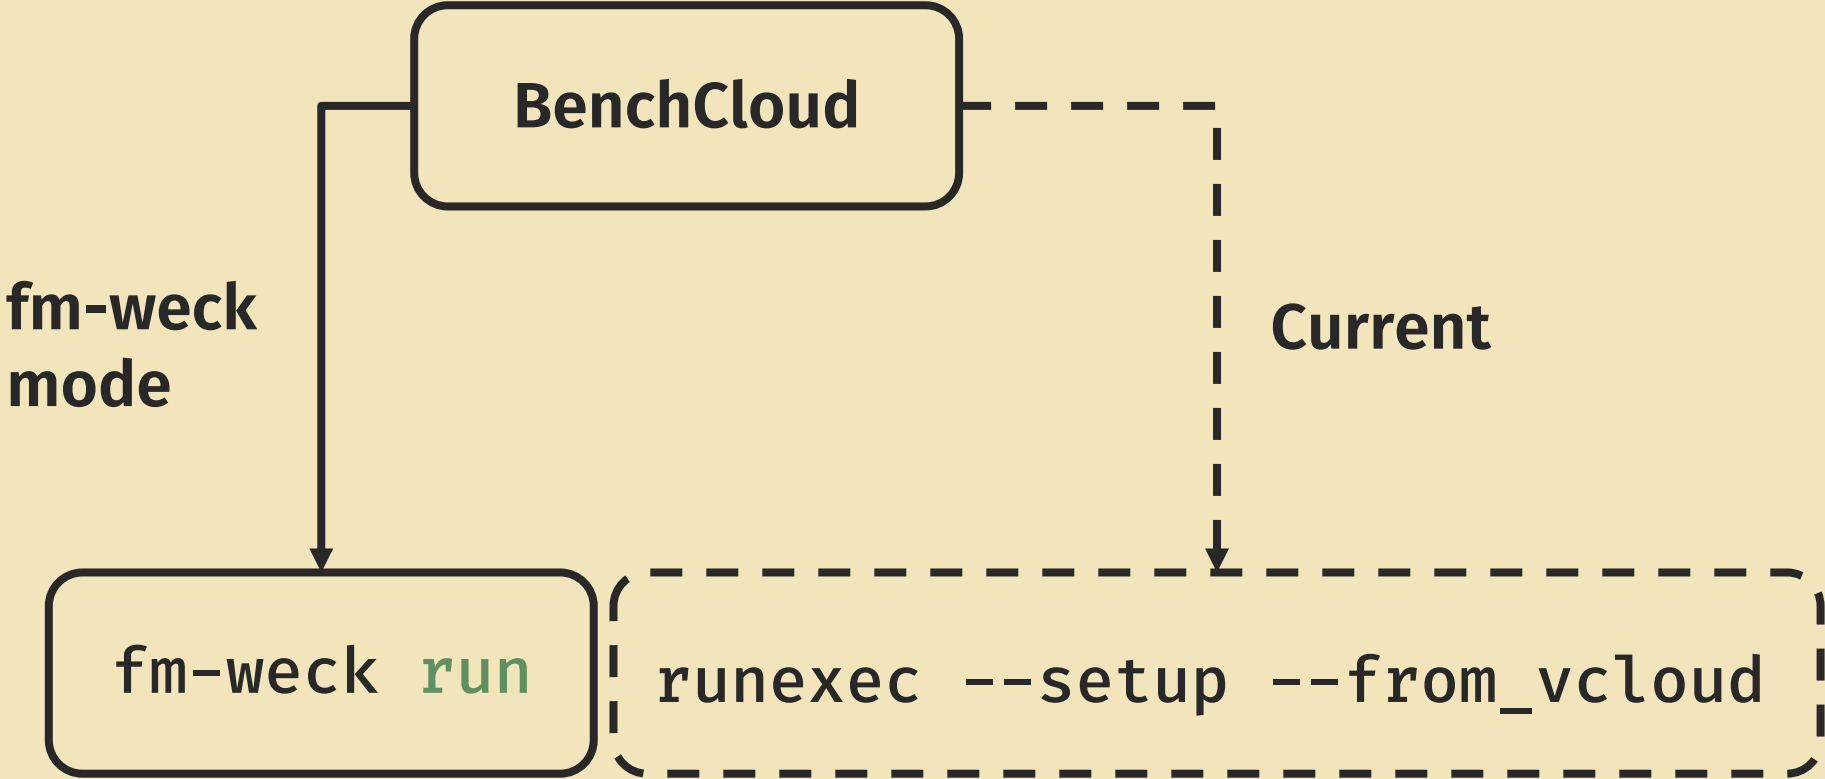 BenchCloud
fm-weck
mode
Current
fm-weck run
runexec --setup --from_vcloud